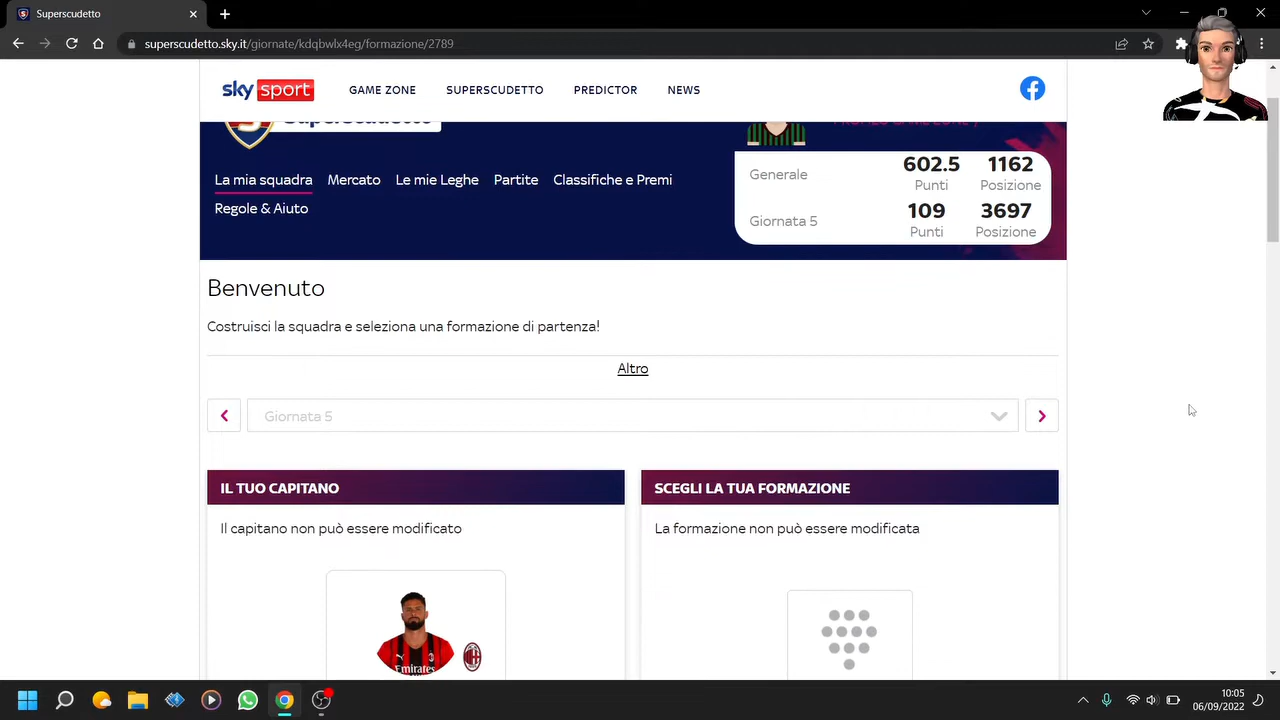 Superscudetto
superscudetto.sky.it/giornate/kdqbwlx4eg/formazione/2789
sky sport GAME ZONE SUPERSCUDETTO PREDICTOR NEWS
Superscudetto
La mia squadra Mercato Le mie Leghe Partite Classifiche e Premi
Regole & Aiuto
Generale 602.5 1162
Punti Posizione
Giornata 5 109 3697
Punti Posizione
Benvenuto
Costruisci la squadra e seleziona una formazione di partenza!
Altro
Giornata 5
IL TUO CAPITANO
Il capitano non può essere modificato
Emirates
SCEGLI LA TUA FORMAZIONE
La formazione non può essere modificata
10:05
06/09/2022